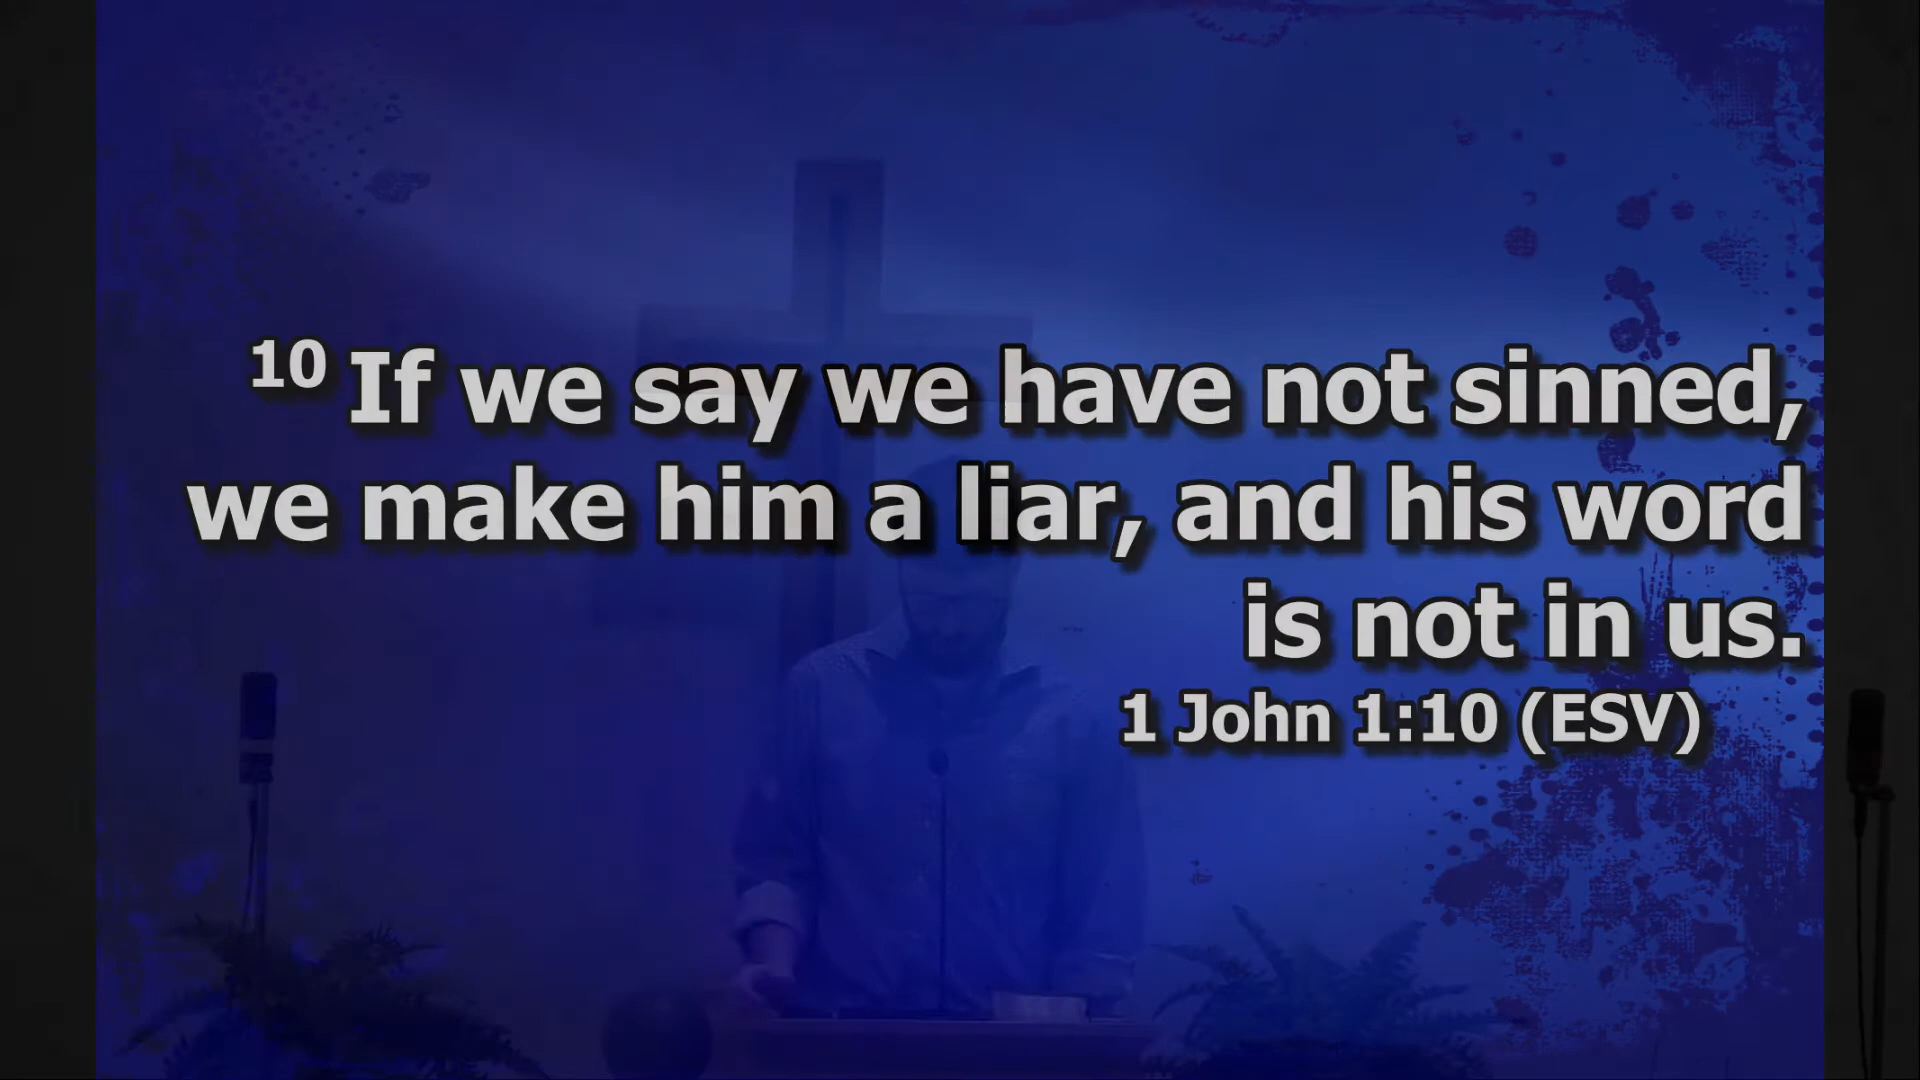 10 If we say we have not sinned,
we make him a liar, and his word
is not in us.
1 John 1:10 (ESV)